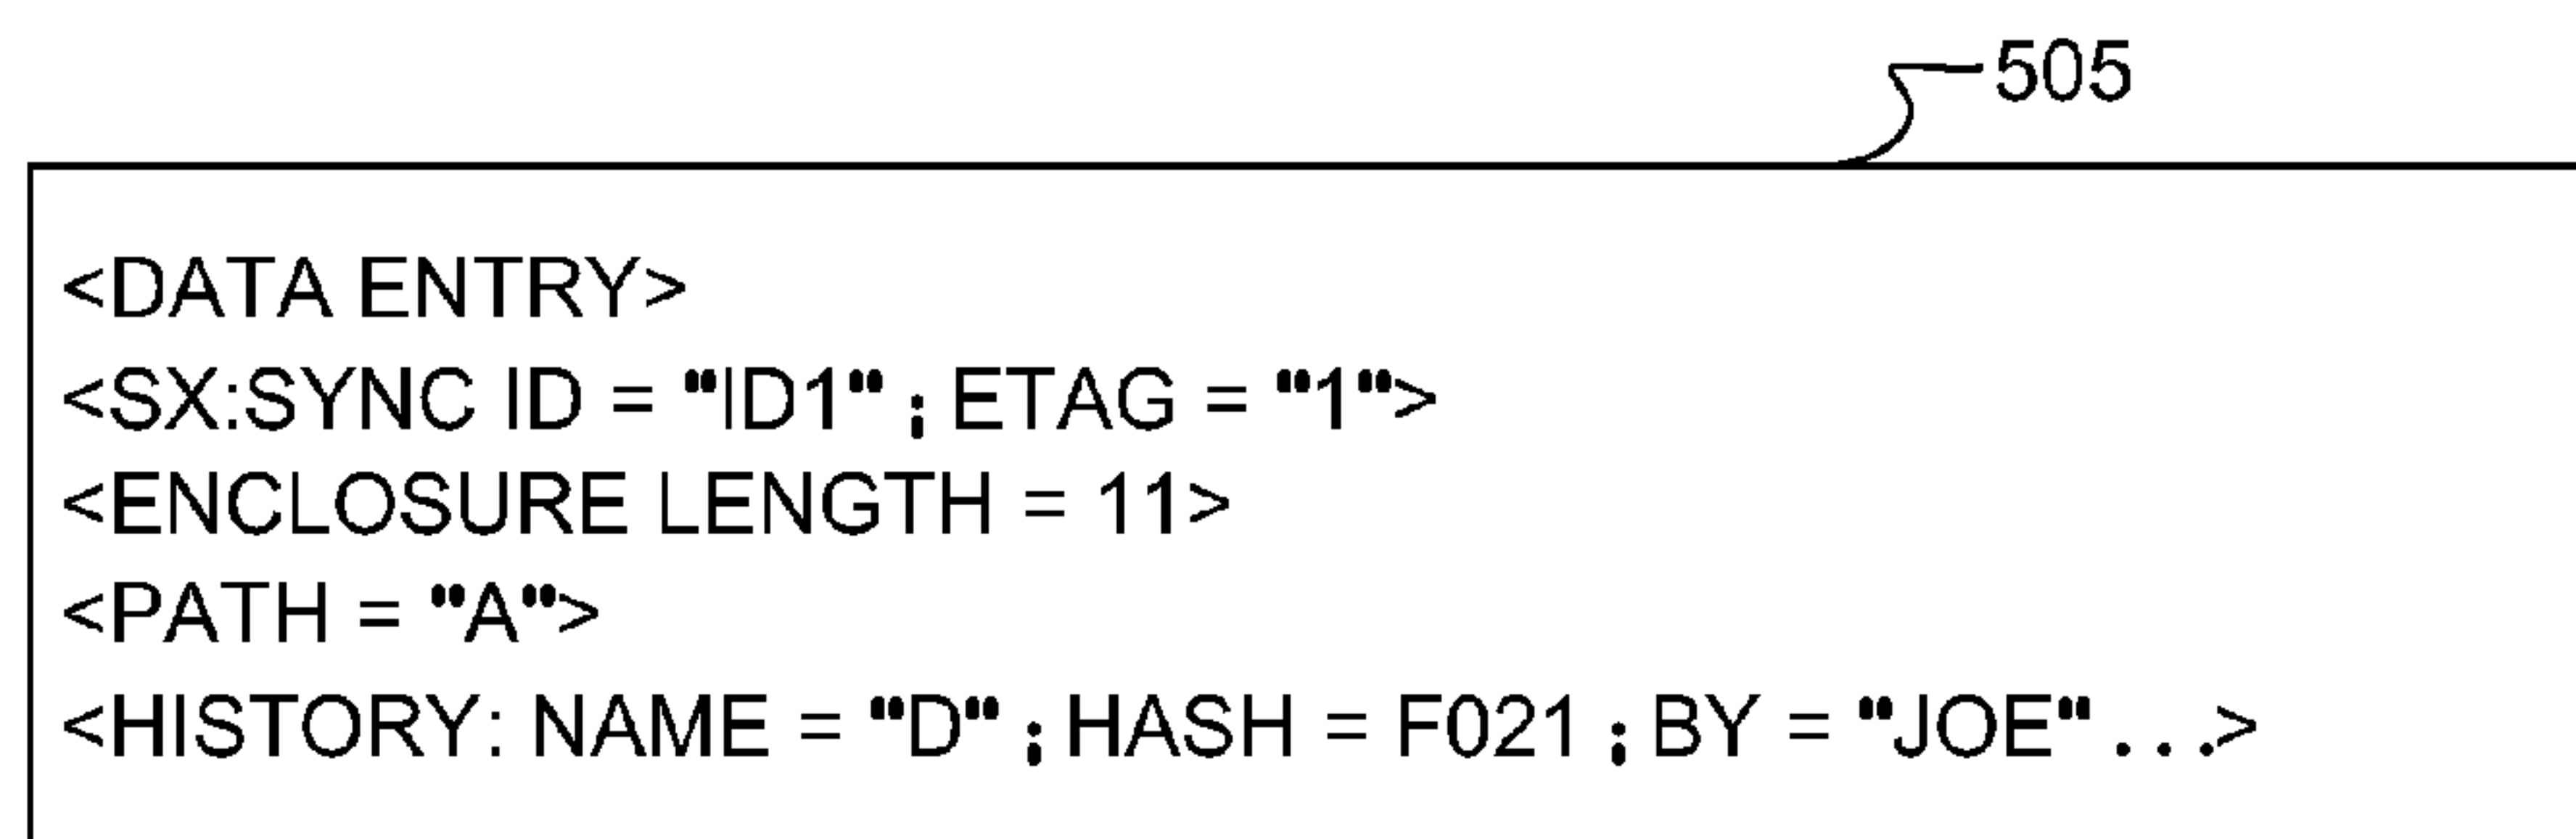 505
<DATA ENTRY>
<SX:SYNC ID = "ID1" ; ETAG = "1">
<ENCLOSURE LENGTH = 11>
<PATH = "A">
<HISTORY: NAME = "D" ; HASH = F021 ; BY = "JOE" . . .>